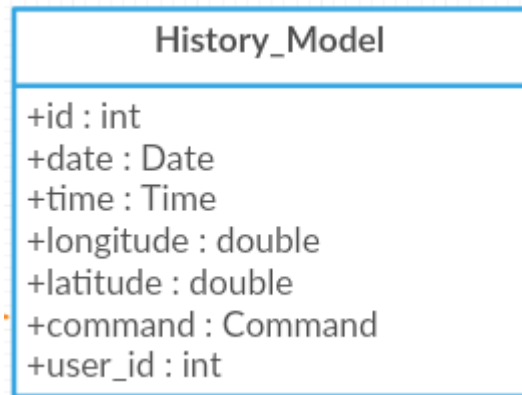 History_Model
+id : int
+date : Date
+time : Time
+longitude : double
+latitude : double
+command : Command
+user_id : int